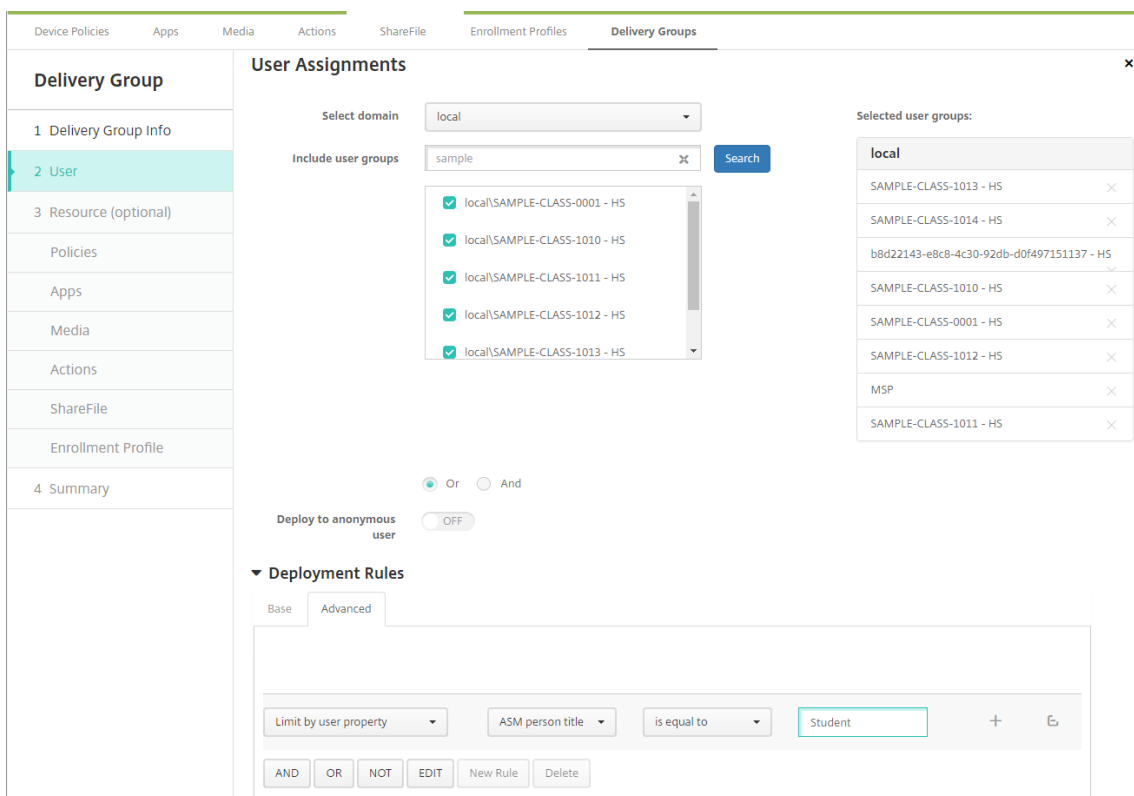 Device Policies Apps Media Actions ShareFile Enrollment Profiles Delivery Groups
Delivery Group
1 Delivery Group Info
2 User
3 Resource (optional)
Policies
Apps
Media
Actions
ShareFile
Enrollment Profile
4 Summary
User Assignments
Select domain local
Include user groups sample Search
local\SAMPLE-CLASS-0001 - HS
local\SAMPLE-CLASS-1010 - HS
local\SAMPLE-CLASS-1011 - HS
local\SAMPLE-CLASS-1012 - HS
local\SAMPLE-CLASS-1013 - HS
Selected user groups:
local
SAMPLE-CLASS-1013 - HS
SAMPLE-CLASS-1014 - HS
b8d22143-e8c8-4c30-92db-d0f497151137 - HS
SAMPLE-CLASS-1010 - HS
SAMPLE-CLASS-0001 - HS
SAMPLE-CLASS-1012 - HS
MSP
SAMPLE-CLASS-1011 - HS
Or And
Deploy to anonymous
user
OFF
Deployment Rules
Base Advanced
Limit by user property ASM person title is equal to Student
AND OR NOT EDIT New Rule Delete